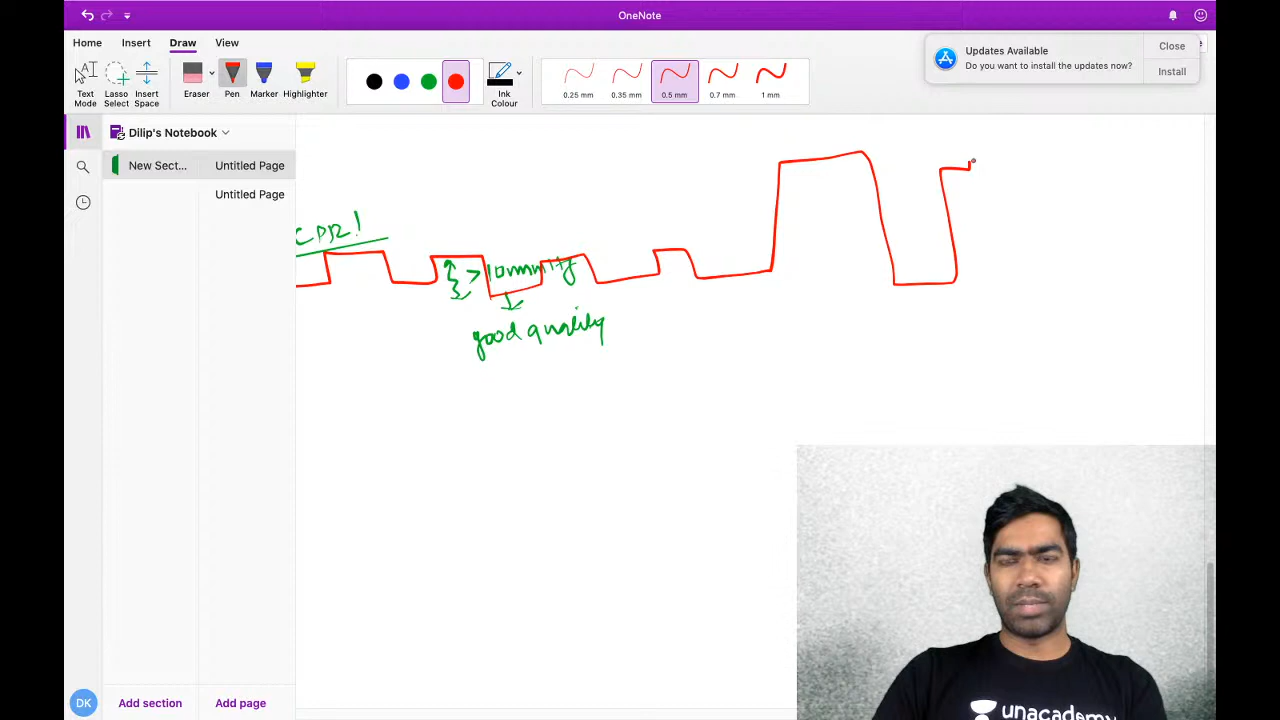 OneNote
Home Insert Draw View
Updates Available
Do you want to install the updates now?
Close
Install
Text Mode
Lasso Select
Insert Space
Eraser
Pen
Marker
Highlighter
Ink Colour
0.25 mm
0.35 mm
0.5 mm
0.7 mm
1 mm
Dilip's Notebook
New Sect...
Untitled Page
Untitled Page
CPR!
> 10mmHg
good quality
DK
Add section
Add page
unacademy